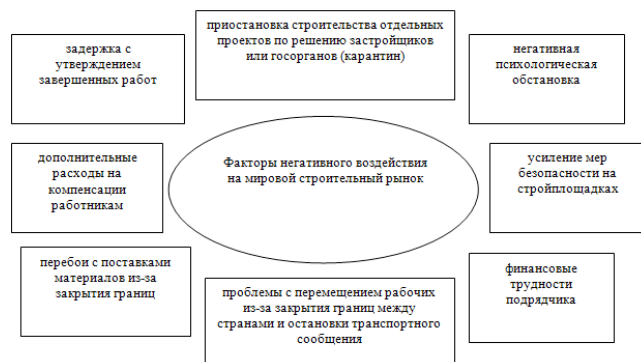 приостановка строительства отдельных
проектов по решению застройщиков
или госорганов (карантин)
задержка с
утверждением
завершенных работ
негативная
психологическая
обстановка
дополнительные
расходы на
компенсации
работникам
Факторы негативного воздействия
на мировой строительный рынок
усиление мер
безопасности на
стройплощадках
перебои с поставками
материалов из-за
закрытия границ
проблемы с перемещением рабочих
из-за закрытия границ между
странами и остановки транспортного
сообщения
финансовые
трудности
подрядчика